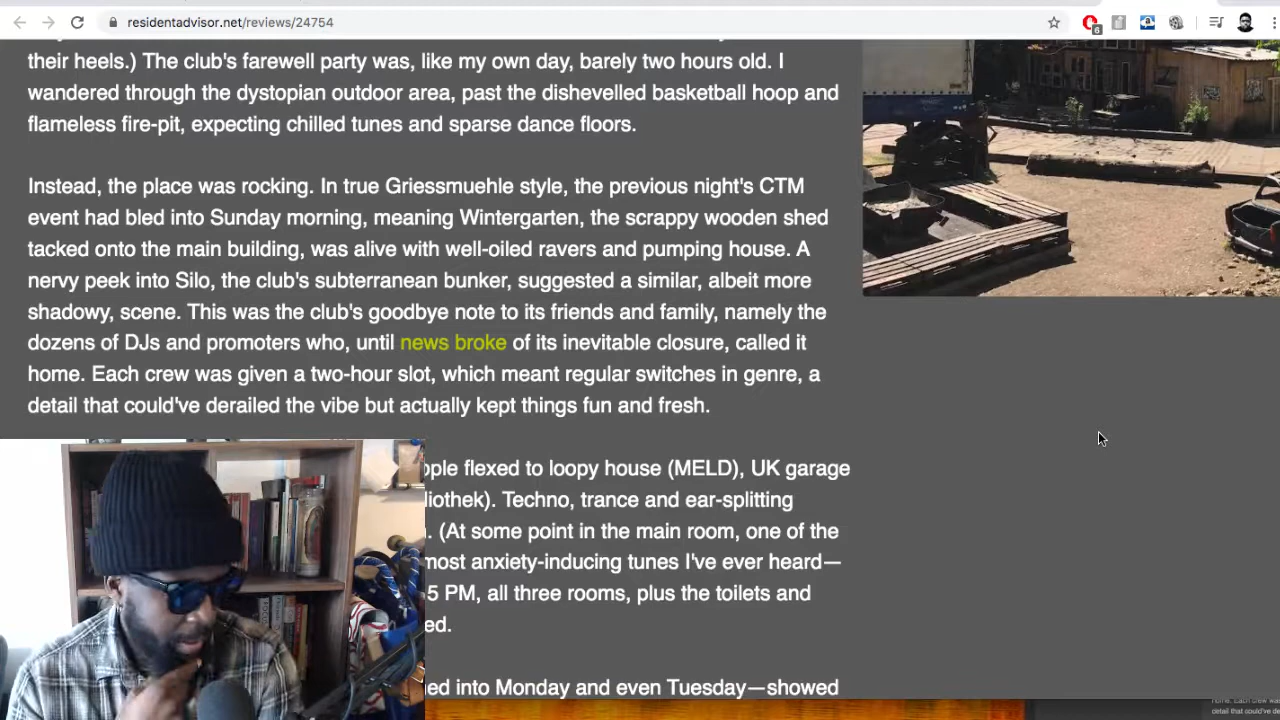 residentadvisor.net/reviews/24754
6
their heels.) The club's farewell party was, like my own day, barely two hours old. I
wandered through the dystopian outdoor area, past the dishevelled basketball hoop and
flameless fire-pit, expecting chilled tunes and sparse dance floors.
Instead, the place was rocking. In true Griessmuehle style, the previous night's CTM
event had bled into Sunday morning, meaning Wintergarten, the scrappy wooden shed
tacked onto the main building, was alive with well-oiled ravers and pumping house. A
nervy peek into Silo, the club's subterranean bunker, suggested a similar, albeit more
shadowy, scene. This was the club's goodbye note to its friends and family, namely the
dozens of DJs and promoters who, until news broke of its inevitable closure, called it
home. Each crew was given a two-hour slot, which meant regular switches in genre, a
detail that could've derailed the vibe but actually kept things fun and fresh.
ople flexed to loopy house (MELD), UK garage
liothek). Techno, trance and ear-splitting
. (At some point in the main room, one of the
most anxiety-inducing tunes I've ever heard—
5 PM, all three rooms, plus the toilets and
ed.
ed into Monday and even Tuesday—showed
detail that could've de